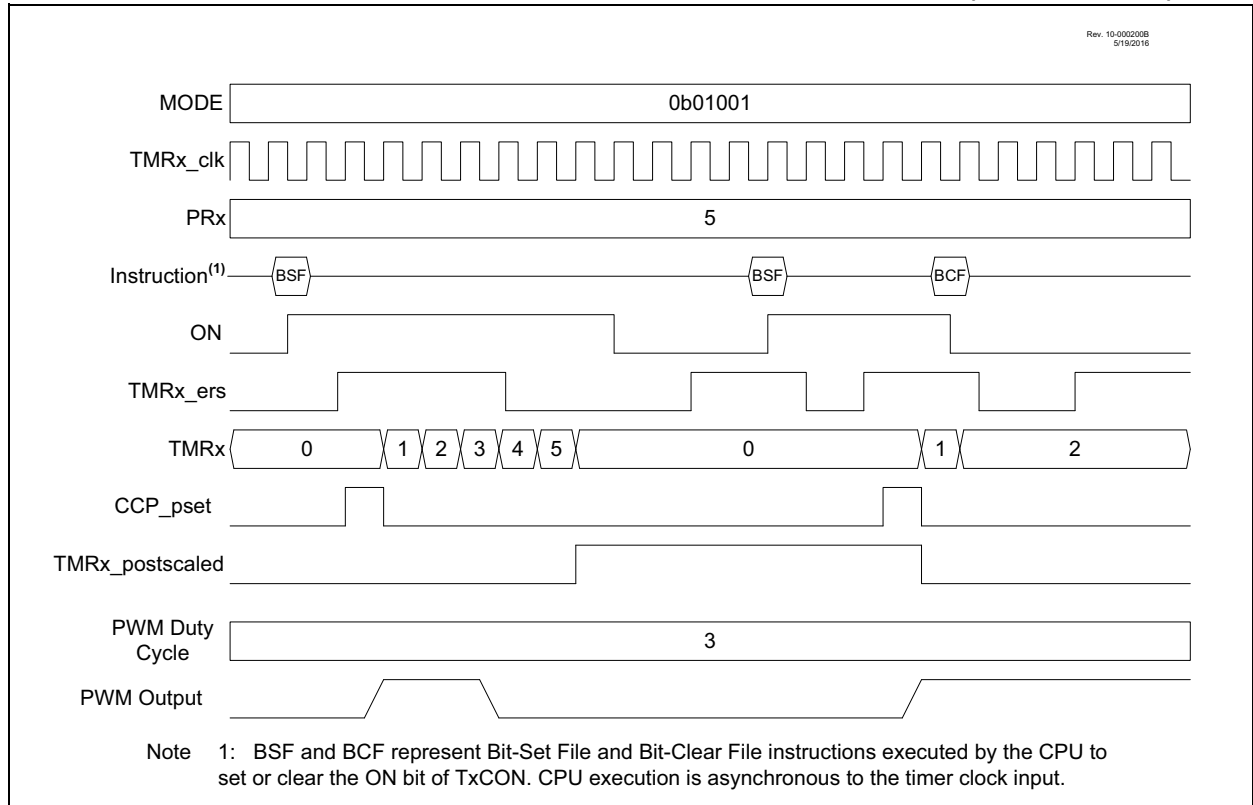 Rev. 10-000200B
5/19/2016
MODE 0b01001
TMRx_clk
PRx 5
Instruction(1) BSF BSF BCF
ON
TMRx_ers
TMRx 0 1 2 3 4 5 0 1 2
CCP_pset
TMRx_postscaled
PWM Duty
Cycle 3
PWM Output
Note 1: BSF and BCF represent Bit-Set File and Bit-Clear File instructions executed by the CPU to
set or clear the ON bit of TxCON. CPU execution is asynchronous to the timer clock input.